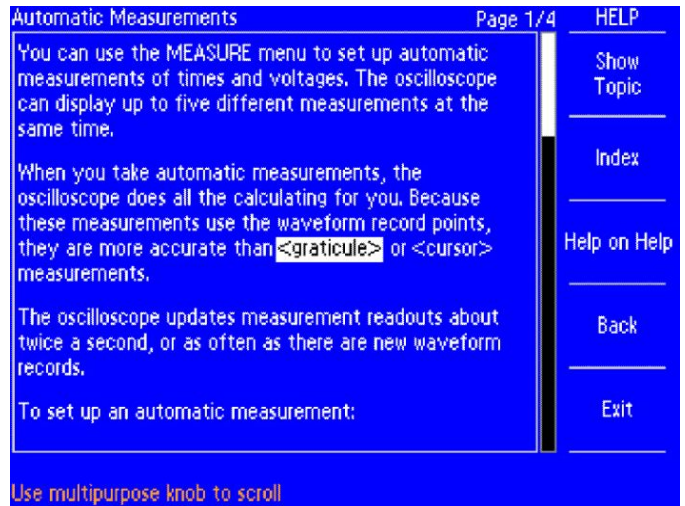 Automatic Measurements Page 1/4
You can use the MEASURE menu to set up automatic
measurements of times and voltages. The oscilloscope
can display up to five different measurements at the
same time.
When you take automatic measurements, the
oscilloscope does all the calculating for you. Because
these measurements use the waveform record points,
they are more accurate than <graticule> or <cursor>
measurements.
The oscilloscope updates measurement readouts about
twice a second, or as often as there are new waveform
records.
To set up an automatic measurement:
Use multipurpose knob to scroll
HELP
Show
Topic
Index
Help on Help
Back
Exit